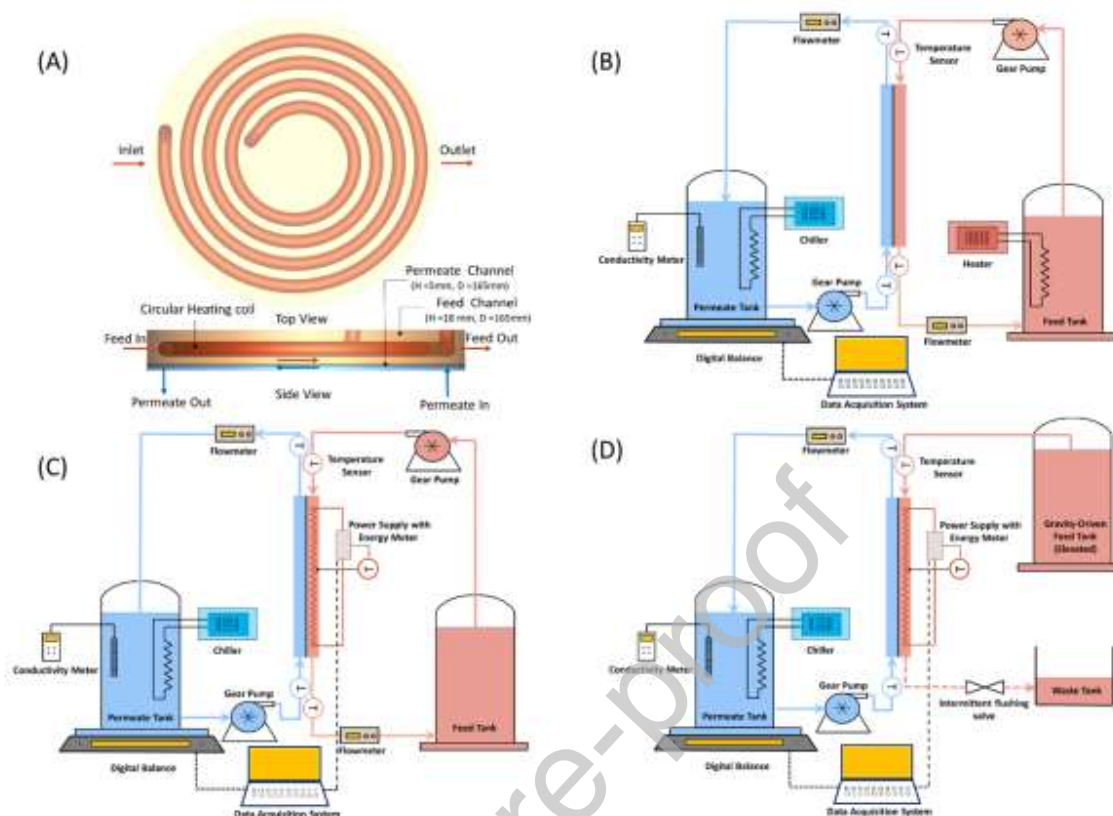 (A)
Inlet
Outlet
Permeate Channel
(H =5mm, D =165mm)
Circular Heating coil
Feed Channel
Top View
(H =18 mm, D =165mm)
Feed In
Feed Out
Side View
Permeate Out
Permeate In
(B)
Flowmeter
T
T
Temperature
Sensor
Gear Pump
Chiller
Conductivity Meter
Heater
Gear Pump
T
T
Permeate Tank
Feed Tank
Digital Balance
Flowmeter
Data Acquisition System
(C)
Flowmeter
T
T
Temperature
Sensor
Gear Pump
Power Supply with
Energy Meter
T
Chiller
Conductivity Meter
Gear Pump
T
T
Permeate Tank
Feed Tank
Digital Balance
Flowmeter
Data Acquisition System
(D)
Flowmeter
T
T
Temperature
Sensor
Gravity-Driven
Feed Tank
(Elevated)
Power Supply with
Energy Meter
T
Chiller
Conductivity Meter
Gear Pump
T
T
Waste Tank
Intermittent flushing
valve
Permeate Tank
Digital Balance
Data Acquisition System
re-proof